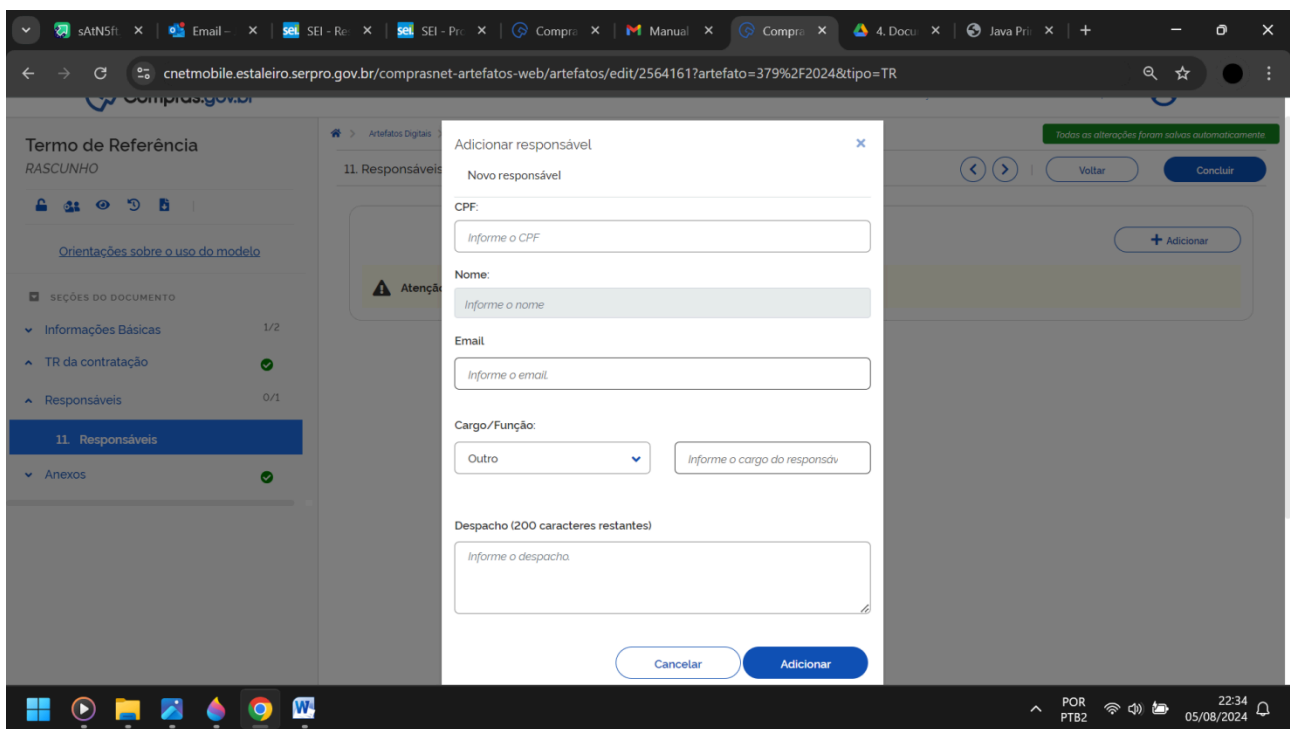 sAtN5ft
Email –
SEI - Re
SEI - Pro
Compra
Manual
Compra
4. Docu
Java Pri
cnetmobile.estaleiro.serpro.gov.br/comprasnet-artefatos-web/artefatos/edit/2564161?artefato=379%2F2024&tipo=TR
Compras.gov.br
Termo de Referência
RASCUNHO
Orientações sobre o uso do modelo
SEÇÕES DO DOCUMENTO
Informações Básicas 1/2
TR da contratação
Responsáveis 0/1
11. Responsáveis
Anexos
Artefatos Digitais
Todas as alterações foram salvas automaticamente.
11. Responsáveis
Voltar
Concluir
+ Adicionar
Atenção
Adicionar responsável
Novo responsável
CPF:
Informe o CPF
Nome:
Informe o nome
Email
Informe o email.
Cargo/Função:
Outro
Informe o cargo do responsáv
Despacho (200 caracteres restantes)
Informe o despacho.
Cancelar
Adicionar
POR
PTB2
22:34
05/08/2024